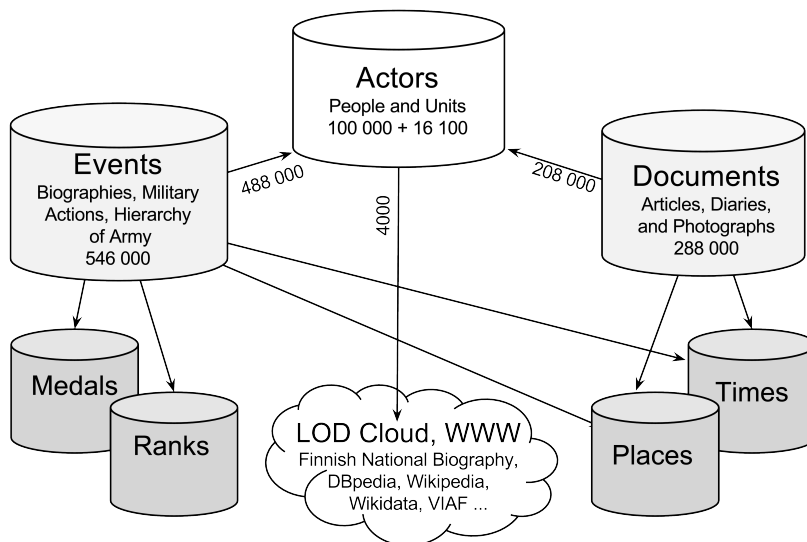 Actors
People and Units
100 000 + 16 100
Events
Biographies, Military
Actions, Hierarchy
of Army
546 000
488 000
4000
208 000
Documents
Articles, Diaries,
and Photographs
288 000
Medals
Ranks
LOD Cloud, WWW
Finnish National Biography,
DBpedia, Wikipedia,
Wikidata, VIAF ...
Times
Places